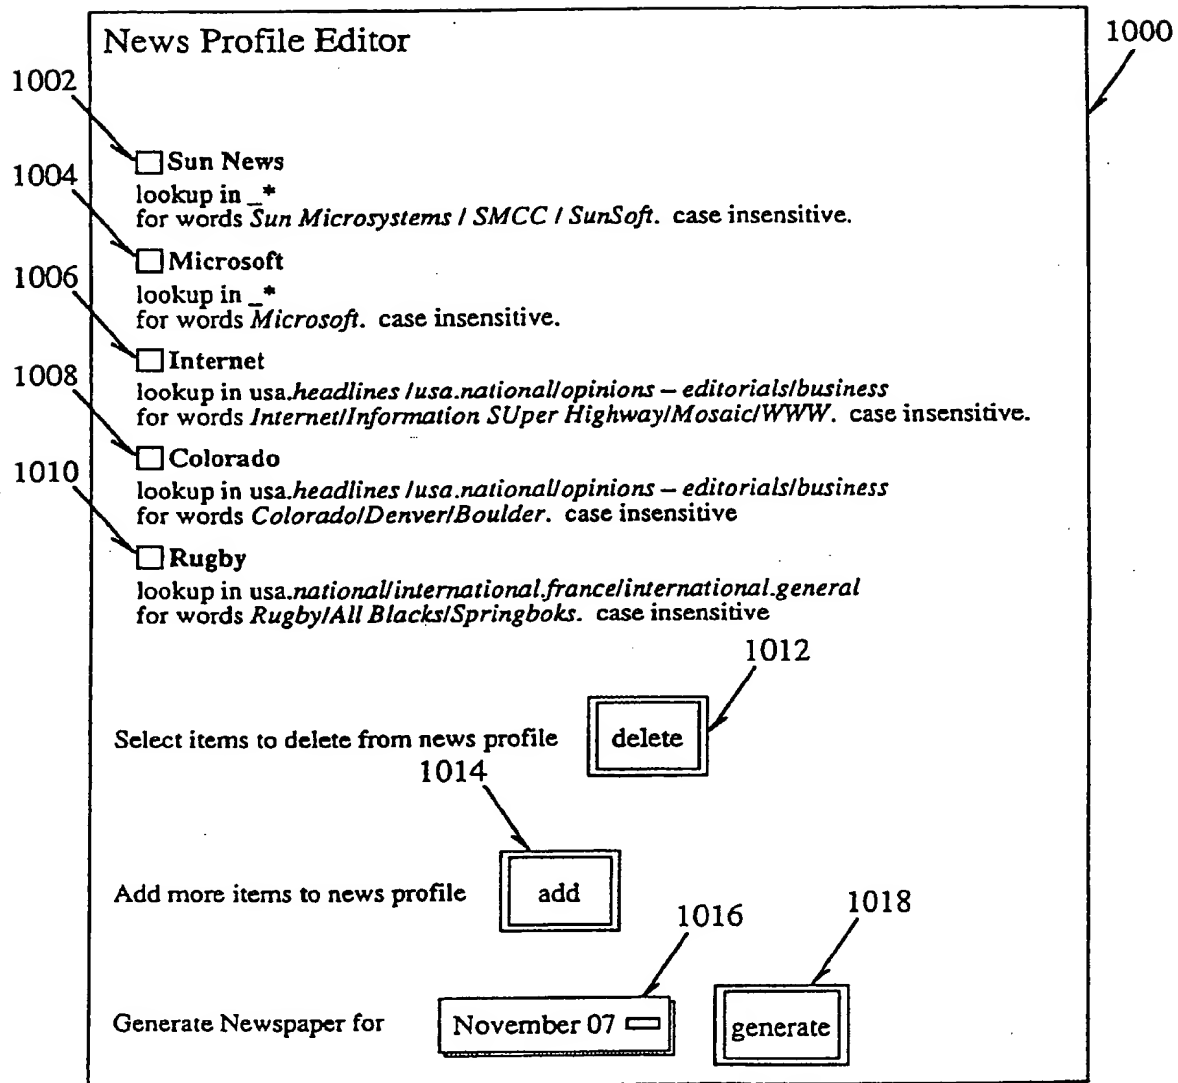 News Profile Editor
1000
1002
Sun News
1004
lookup in _*
for words Sun Microsystems / SMCC / SunSoft. case insensitive.
Microsoft
1006
lookup in _*
for words Microsoft. case insensitive.
Internet
1008
lookup in usa.headlines /usa.national/opinions – editorials/business
for words Internet/Information SUper Highway/Mosaic/WWW. case insensitive.
Colorado
1010
lookup in usa.headlines /usa.national/opinions – editorials/business
for words Colorado/Denver/Boulder. case insensitive
Rugby
lookup in usa.national/international.france/international.general
for words Rugby/All Blacks/Springboks. case insensitive
1012
Select items to delete from news profile delete
1014
Add more items to news profile add
1016 1018
Generate Newspaper for November 07 generate